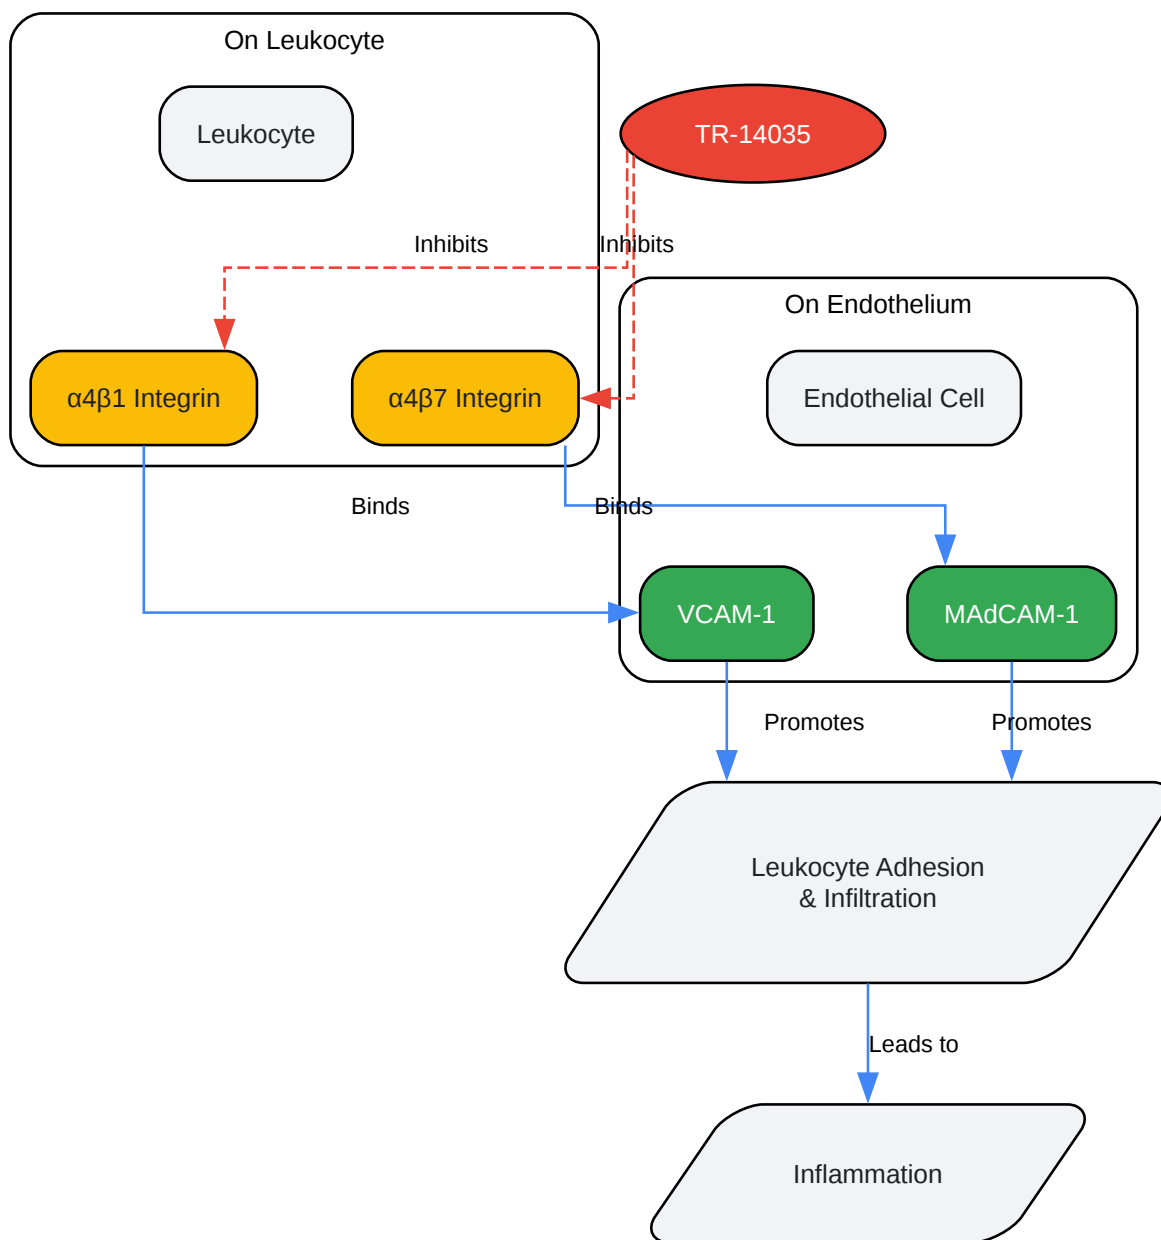 On Leukocyte
Leukocyte
TR-14035
Inhibits
Inhibits
On Endothelium
α4β1 Integrin
α4β7 Integrin
Endothelial Cell
Binds
Binds
VCAM-1
MAdCAM-1
Promotes
Promotes
Leukocyte Adhesion
& Infiltration
Leads to
Inflammation